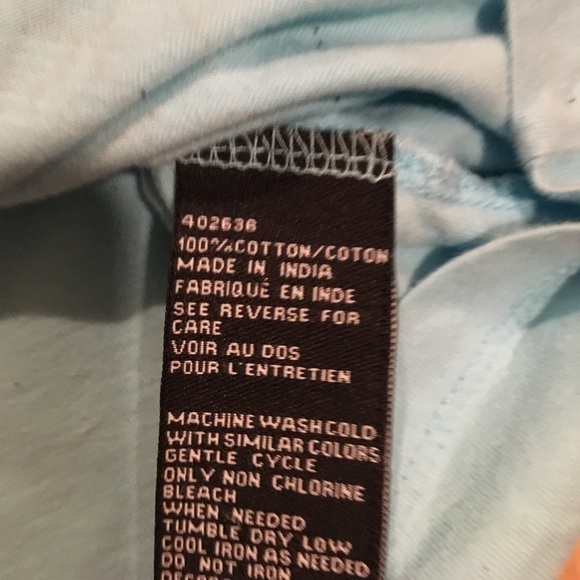 402636
100%COTTON/COTON
MADE IN INDIA
FABRIQUÉ EN INDE
SEE REVERSE FOR
CARE
VOIR AU DOS
POUR L'ENTRETIEN
MACHINE WASH COLD
WITH SIMILAR COLORS
GENTLE CYCLE
ONLY NON CHLORINE
BLEACH
WHEN NEEDED
TUMBLE DRY LOW
COOL IRON AS NEEDED
DO NOT IRON